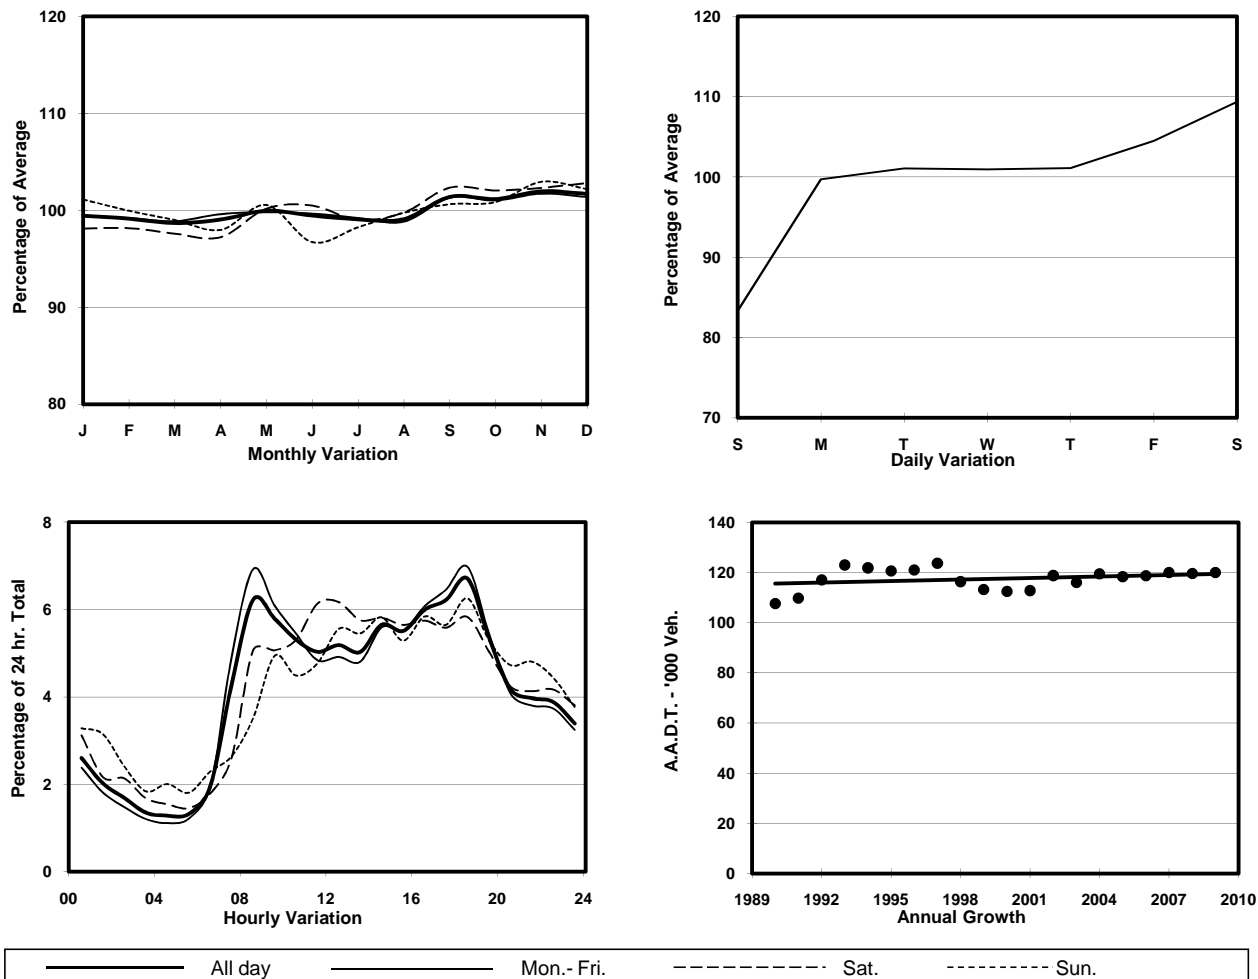 120
110
100
90
80
Percentage of Average
J F M A M J J A S O N D
Monthly Variation
120
110
100
90
80
70
Percentage of Average
S M T W T F S
Daily Variation
8
6
4
2
0
Percentage of 24 hr. Total
00 04 08 12 16 20 24
Hourly Variation
140
120
100
80
60
40
20
0
A.A.D.T. - '000 Veh.
1989 1992 1995 1998 2001 2004 2007 2010
Annual Growth
All day Mon.- Fri. Sat. Sun.